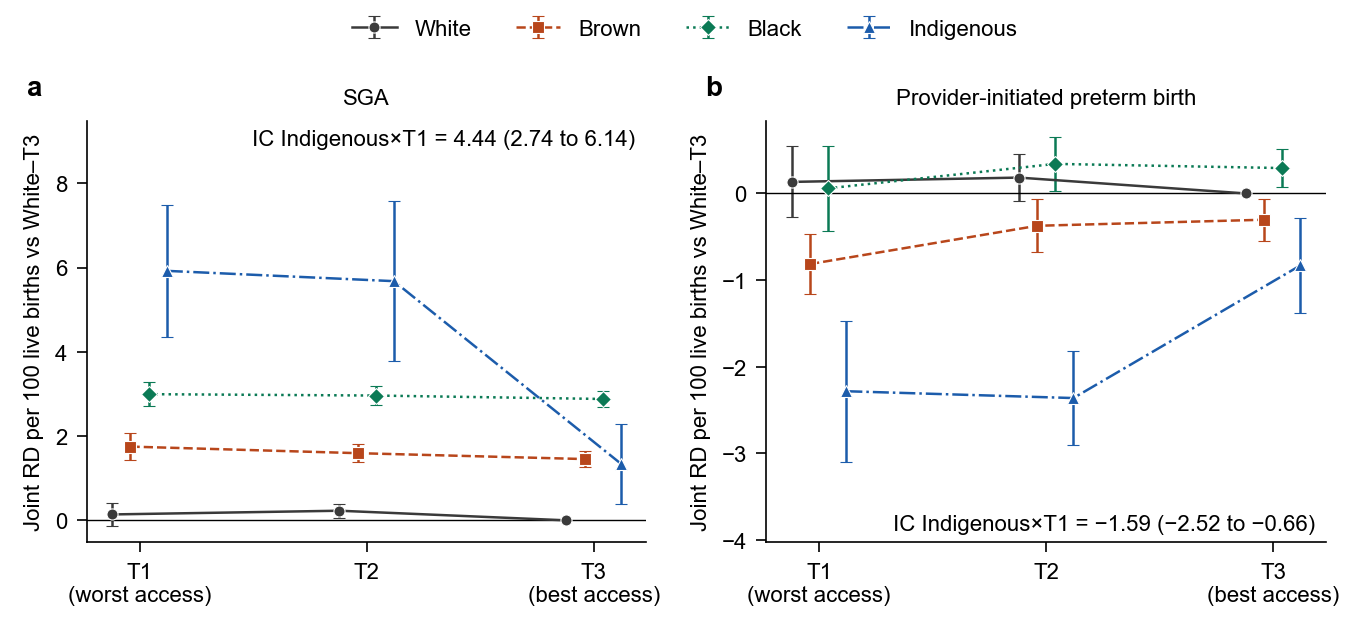 White Brown Black Indigenous
a
SGA
IC Indigenous×T1 = 4.44 (2.74 to 6.14)
Joint RD per 100 live births vs White–T3
8
6
4
2
0
T1 T2 T3
(worst access) (best access)
b
Provider-initiated preterm birth
Joint RD per 100 live births vs White–T3
0
−1
−2
−3
−4
IC Indigenous×T1 = −1.59 (−2.52 to −0.66)
T1 T2 T3
(worst access) (best access)